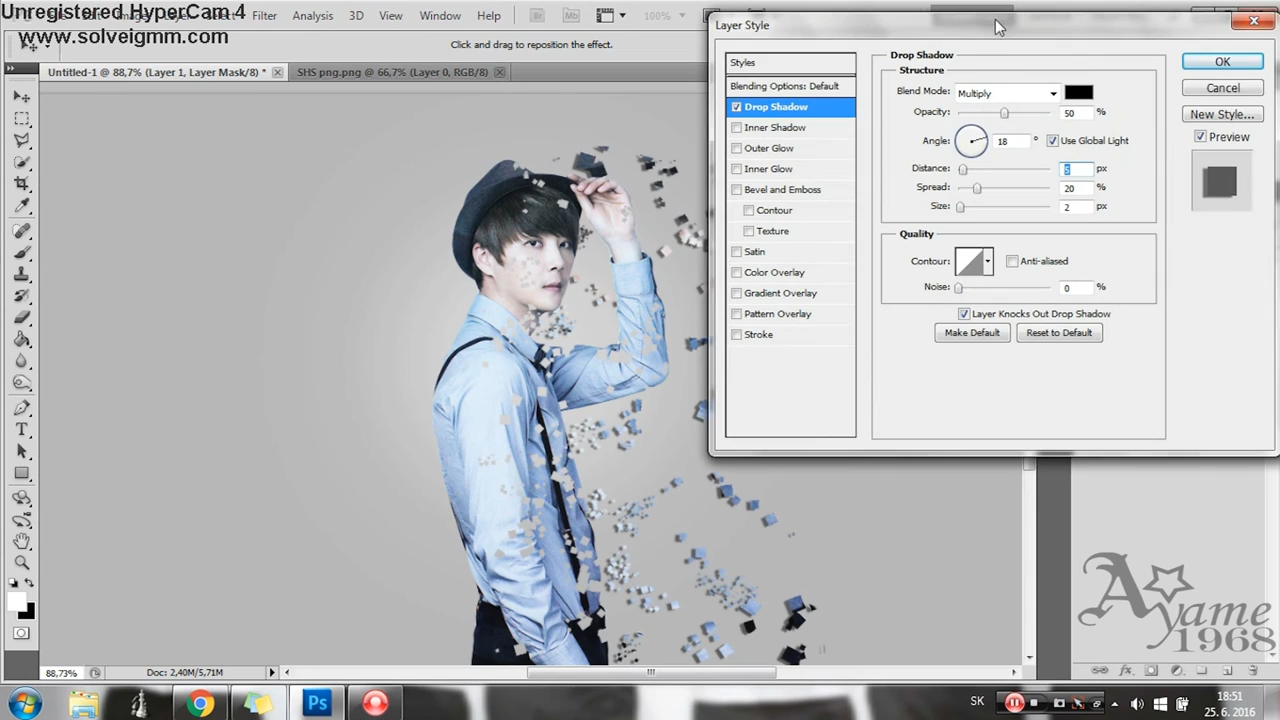 Unregistered HyperCam 4
www.solveigmm.com
Select Filter Analysis 3D View Window Help
Br Mb 100%
Click and drag to reposition the effect.
Untitled-1 @ 88,7% (Layer 1, Layer Mask/8) *
SHS png.png @ 66,7% (Layer 0, RGB/8)
Layer Style
Styles
Blending Options: Default
Drop Shadow
Inner Shadow
Outer Glow
Inner Glow
Bevel and Emboss
Contour
Texture
Satin
Color Overlay
Gradient Overlay
Pattern Overlay
Stroke
Drop Shadow
Structure
Blend Mode: Multiply
Opacity: 50 %
Angle: 18 ° Use Global Light
Distance: 5 px
Spread: 20 %
Size: 2 px
Quality
Contour: Anti-aliased
Noise: 0 %
Layer Knocks Out Drop Shadow
Make Default Reset to Default
OK
Cancel
New Style...
Preview
Ayame
1968
88,73% Doc: 2,40M/5,71M
Ps
SK
18:51
25. 6. 2016